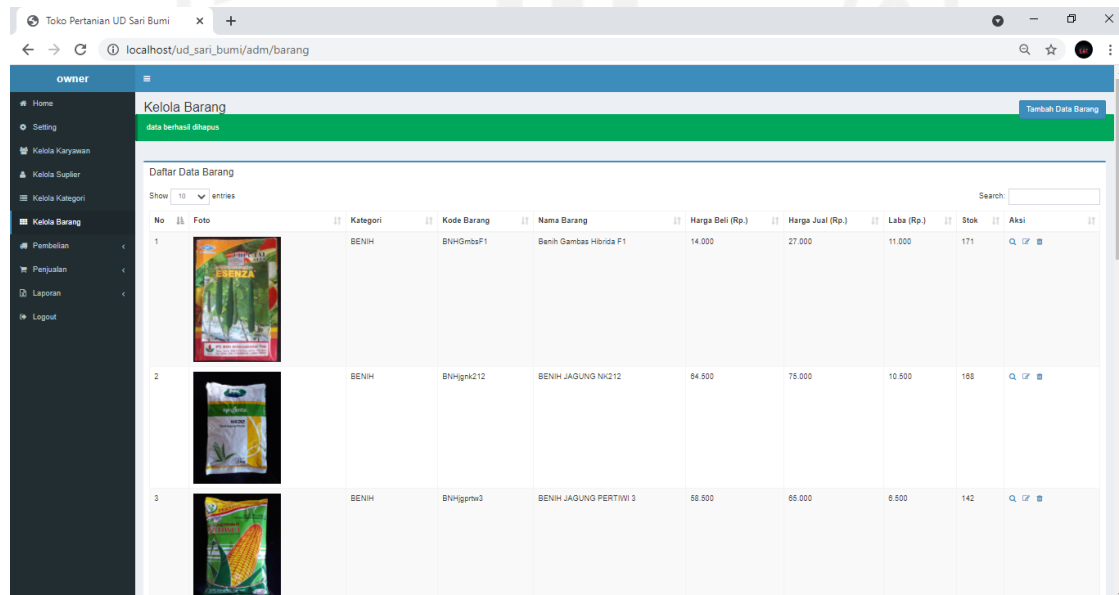 Toko Pertanian UD Sari Bumi
localhost/ud_sari_bumi/adm/barang
owner
Home
Setting
Kelola Karyawan
Kelola Suplier
Kelola Kategori
Kelola Barang
Pembelian
Penjualan
Laporan
Logout
Kelola Barang
Tambah Data Barang
data berhasil dihapus
Daftar Data Barang
Show 10 entries
Search:
No Foto Kategori Kode Barang Nama Barang Harga Beli (Rp.) Harga Jual (Rp.) Laba (Rp.) Stok Aksi
1 BENIH BNHGmbsF1 Benih Gambas Hibrida F1 14.000 27.000 11.000 171
ESENZA
2 BENIH BNHjgnk212 BENIH JAGUNG NK212 64.500 75.000 10.500 168
syngenta
3 BENIH BNHjgprtw3 BENIH JAGUNG PERTIWI 3 58.500 65.000 6.500 142